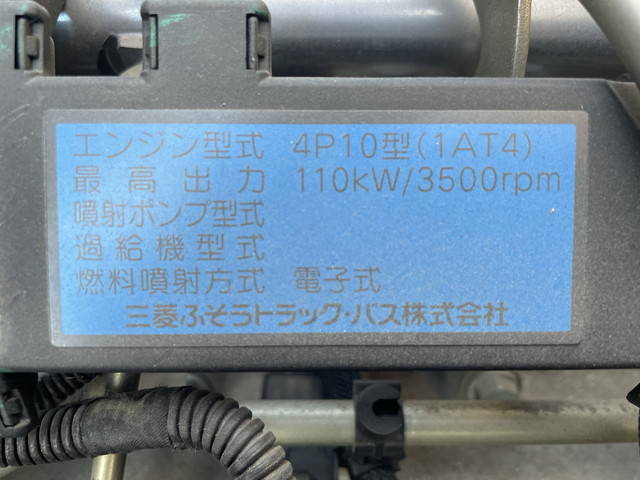 エンジン型式 4P10型(1AT4)
最高出力 110kW/3500rpm
噴射ポンプ型式
過給機型式
燃料噴射方式 電子式
三菱ふそうトラック・バス株式会社